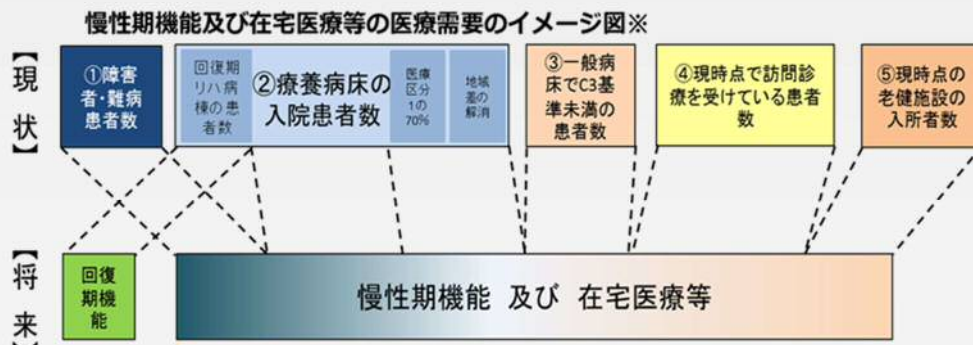 慢性期機能及び在宅医療等の医療需要のイメージ図※
【現状】
①障害
者・難病
患者数
回復期
リハ病
棟の患
者数
②療養病床の
入院患者数
医療
区分
1の
70%
地域
差の
解消
③一般病
床でC3基
準未満の
患者数
④現時点で訪問診
療を受けている患者
数
⑤現時点の
老健施設の
入所者数
【将来】
回復
期機
能
慢性期機能 及び 在宅医療等